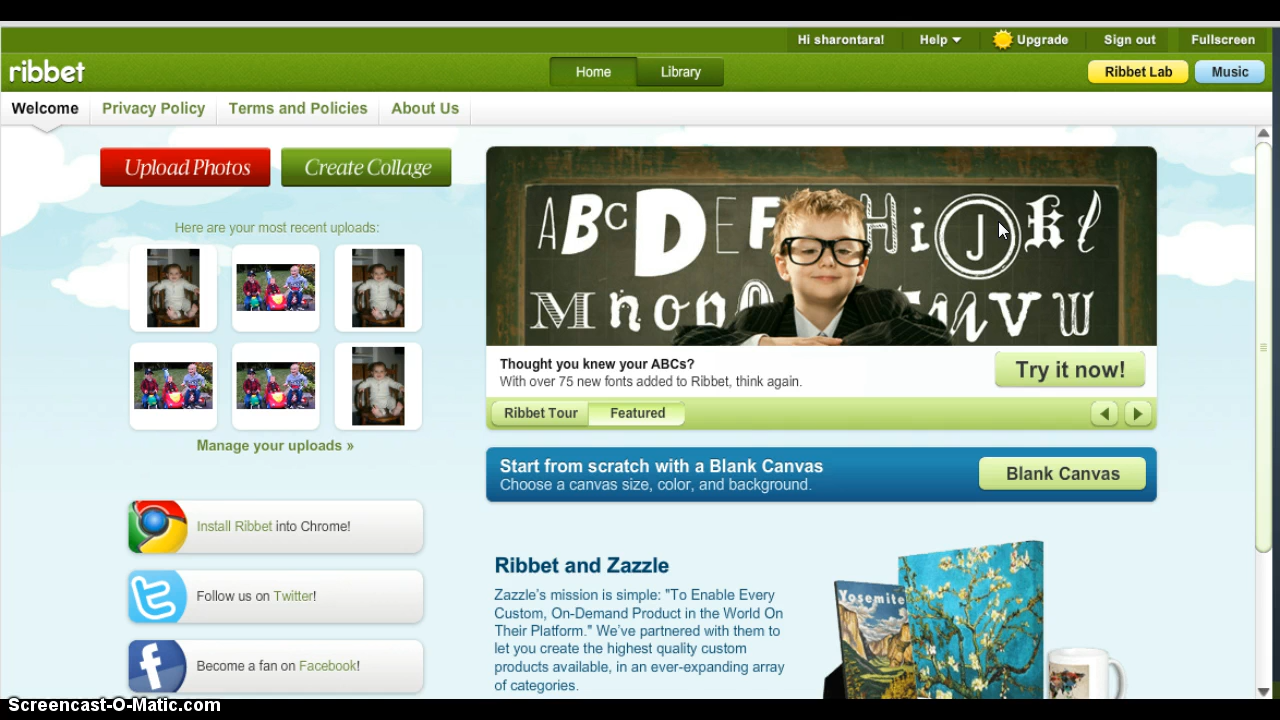 Hi sharontara!
Help
Upgrade
Sign out
Fullscreen
ribbet
Home
Library
Ribbet Lab
Music
Welcome
Privacy Policy
Terms and Policies
About Us
Upload Photos
Create Collage
Here are your most recent uploads:
Manage your uploads »
Install Ribbet into Chrome!
Follow us on Twitter!
Become a fan on Facebook!
A B C D E F H i J k l
M n o p Q M V W
Thought you knew your ABCs?
With over 75 new fonts added to Ribbet, think again.
Try it now!
Ribbet Tour
Featured
Start from scratch with a Blank Canvas
Choose a canvas size, color, and background.
Blank Canvas
Ribbet and Zazzle
Zazzle's mission is simple: "To Enable Every
Custom, On-Demand Product in the World On
Their Platform." We've partnered with them to
let you create the highest quality custom
products available, in an ever-expanding array
of categories.
Yosemite
Screencast-O-Matic.com